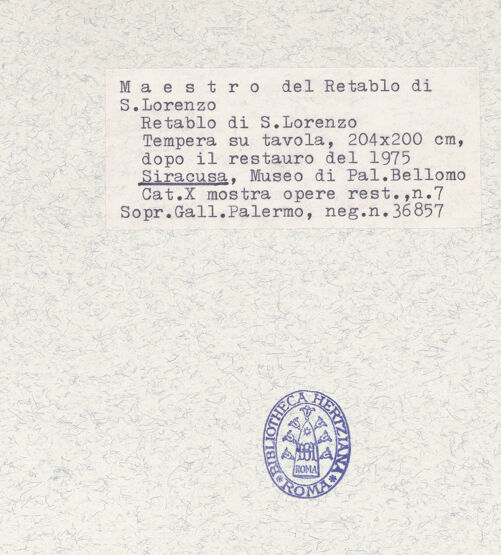 M a e s t r o  del Retablo di
S.Lorenzo
Retablo di S.Lorenzo
Tempera su tavola, 204x200 cm,
dopo il restauro del 1975
Siracusa, Museo di Pal.Bellomo
Cat.X mostra opere rest.,n.7
Sopr.Gall.Palermo, neg.n.36857
BIBLIOTHECA HERTZIANA
ROMA
ROMA